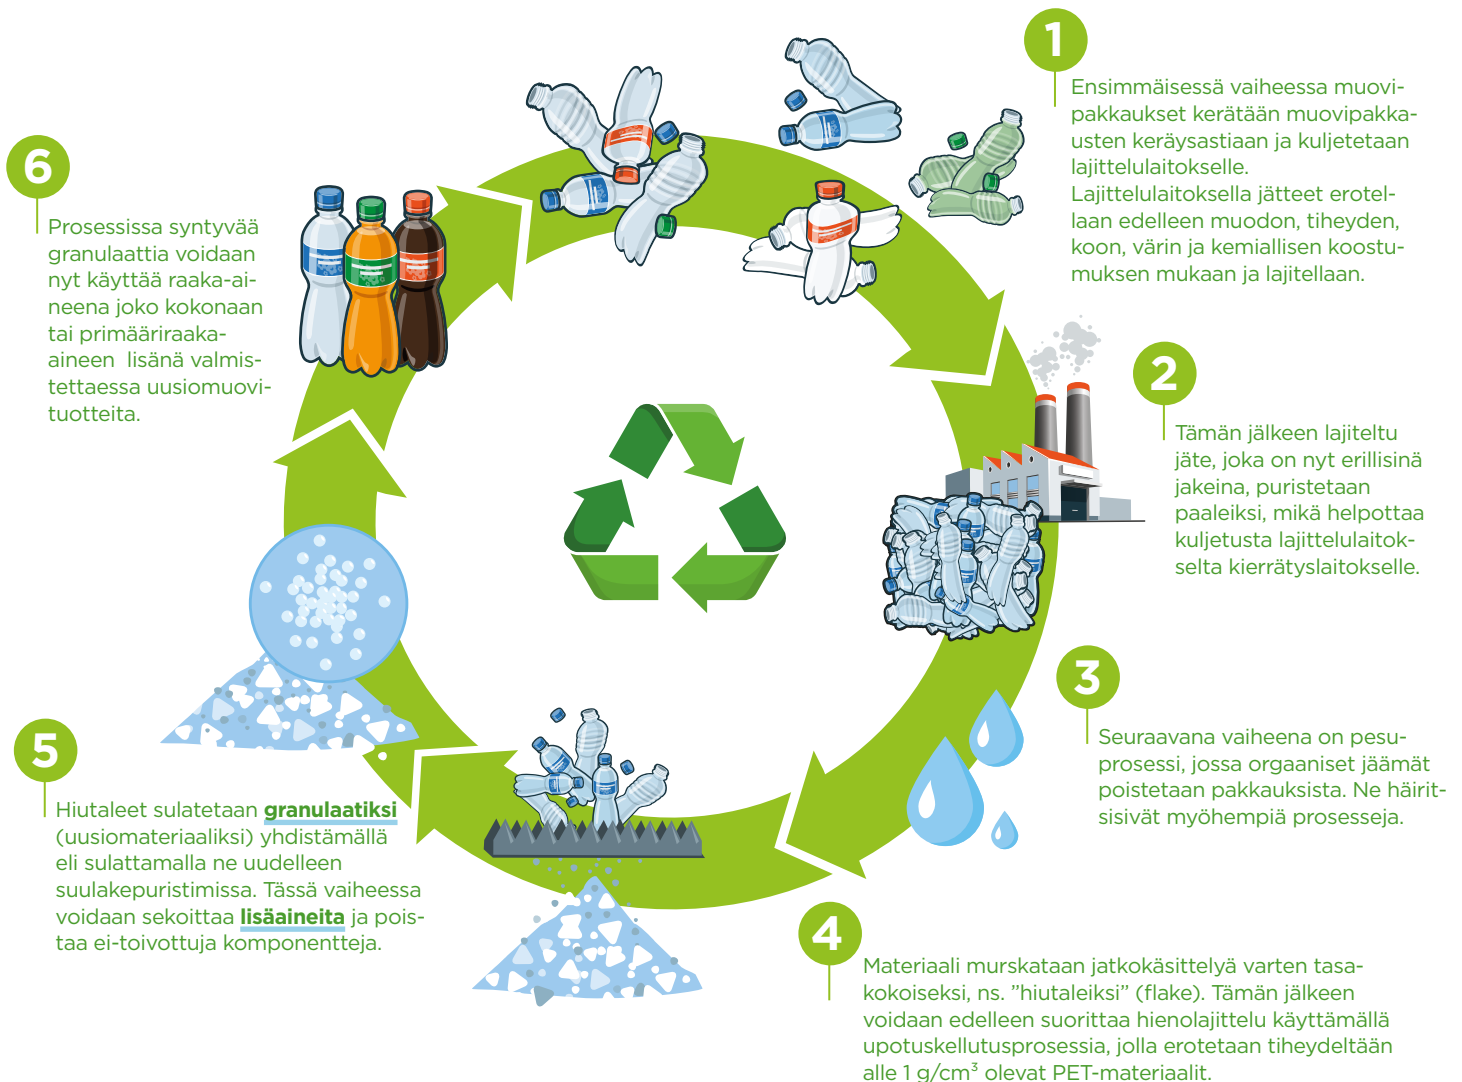 1
Ensimmäisessä vaiheessa muovi-
pakkaukset kerätään muovipakka-
usten keräysastiaan ja kuljetetaan
lajittelulaitokselle.
Lajittelulaitoksella jätteet erotel-
laan edelleen muodon, tiheyden,
koon, värin ja kemiallisen koostu-
muksen mukaan ja lajitellaan.
2
Tämän jälkeen lajiteltu
jäte, joka on nyt erillisinä
jakeina, puristetaan
paaleiksi, mikä helpottaa
kuljetusta lajittelulaitok-
selta kierrätyslaitokselle.
3
Seuraavana vaiheena on pesu-
prosessi, jossa orgaaniset jäämät
poistetaan pakkauksista. Ne häirit-
sisivät myöhempiä prosesseja.
4
Materiaali murskataan jatkokäsittelyä varten tasa-
kokoiseksi, ns. ”hiutaleiksi” (flake). Tämän jälkeen
voidaan edelleen suorittaa hienolajittelu käyttämällä
upotuskellutusprosessia, jolla erotetaan tiheydeltään
alle 1 g/cm³ olevat PET-materiaalit.
5
Hiutaleet sulatetaan granulaatiksi
(uusiomateriaaliksi) yhdistämällä
eli sulattamalla ne uudelleen
suulakepuristimissa. Tässä vaiheessa
voidaan sekoittaa lisäaineita ja pois-
taa ei-toivottuja komponentteja.
6
Prosessissa syntyvää
granulaattia voidaan
nyt käyttää raaka-ai-
neena joko kokonaan
tai primääriraaka-
aineen lisänä valmis-
tettaessa uusiomuovi-
tuotteita.